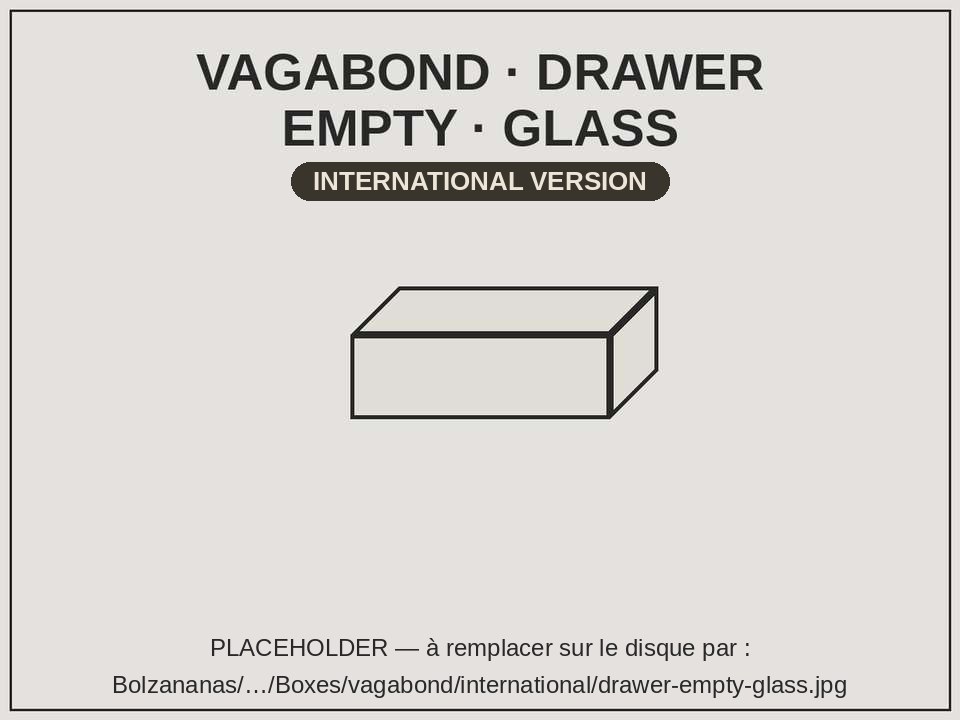 VAGABOND · DRAWER
EMPTY · GLASS
INTERNATIONAL VERSION
PLACEHOLDER — à remplacer sur le disque par :
Bolzananas/…/Boxes/vagabond/international/drawer-empty-glass.jpg